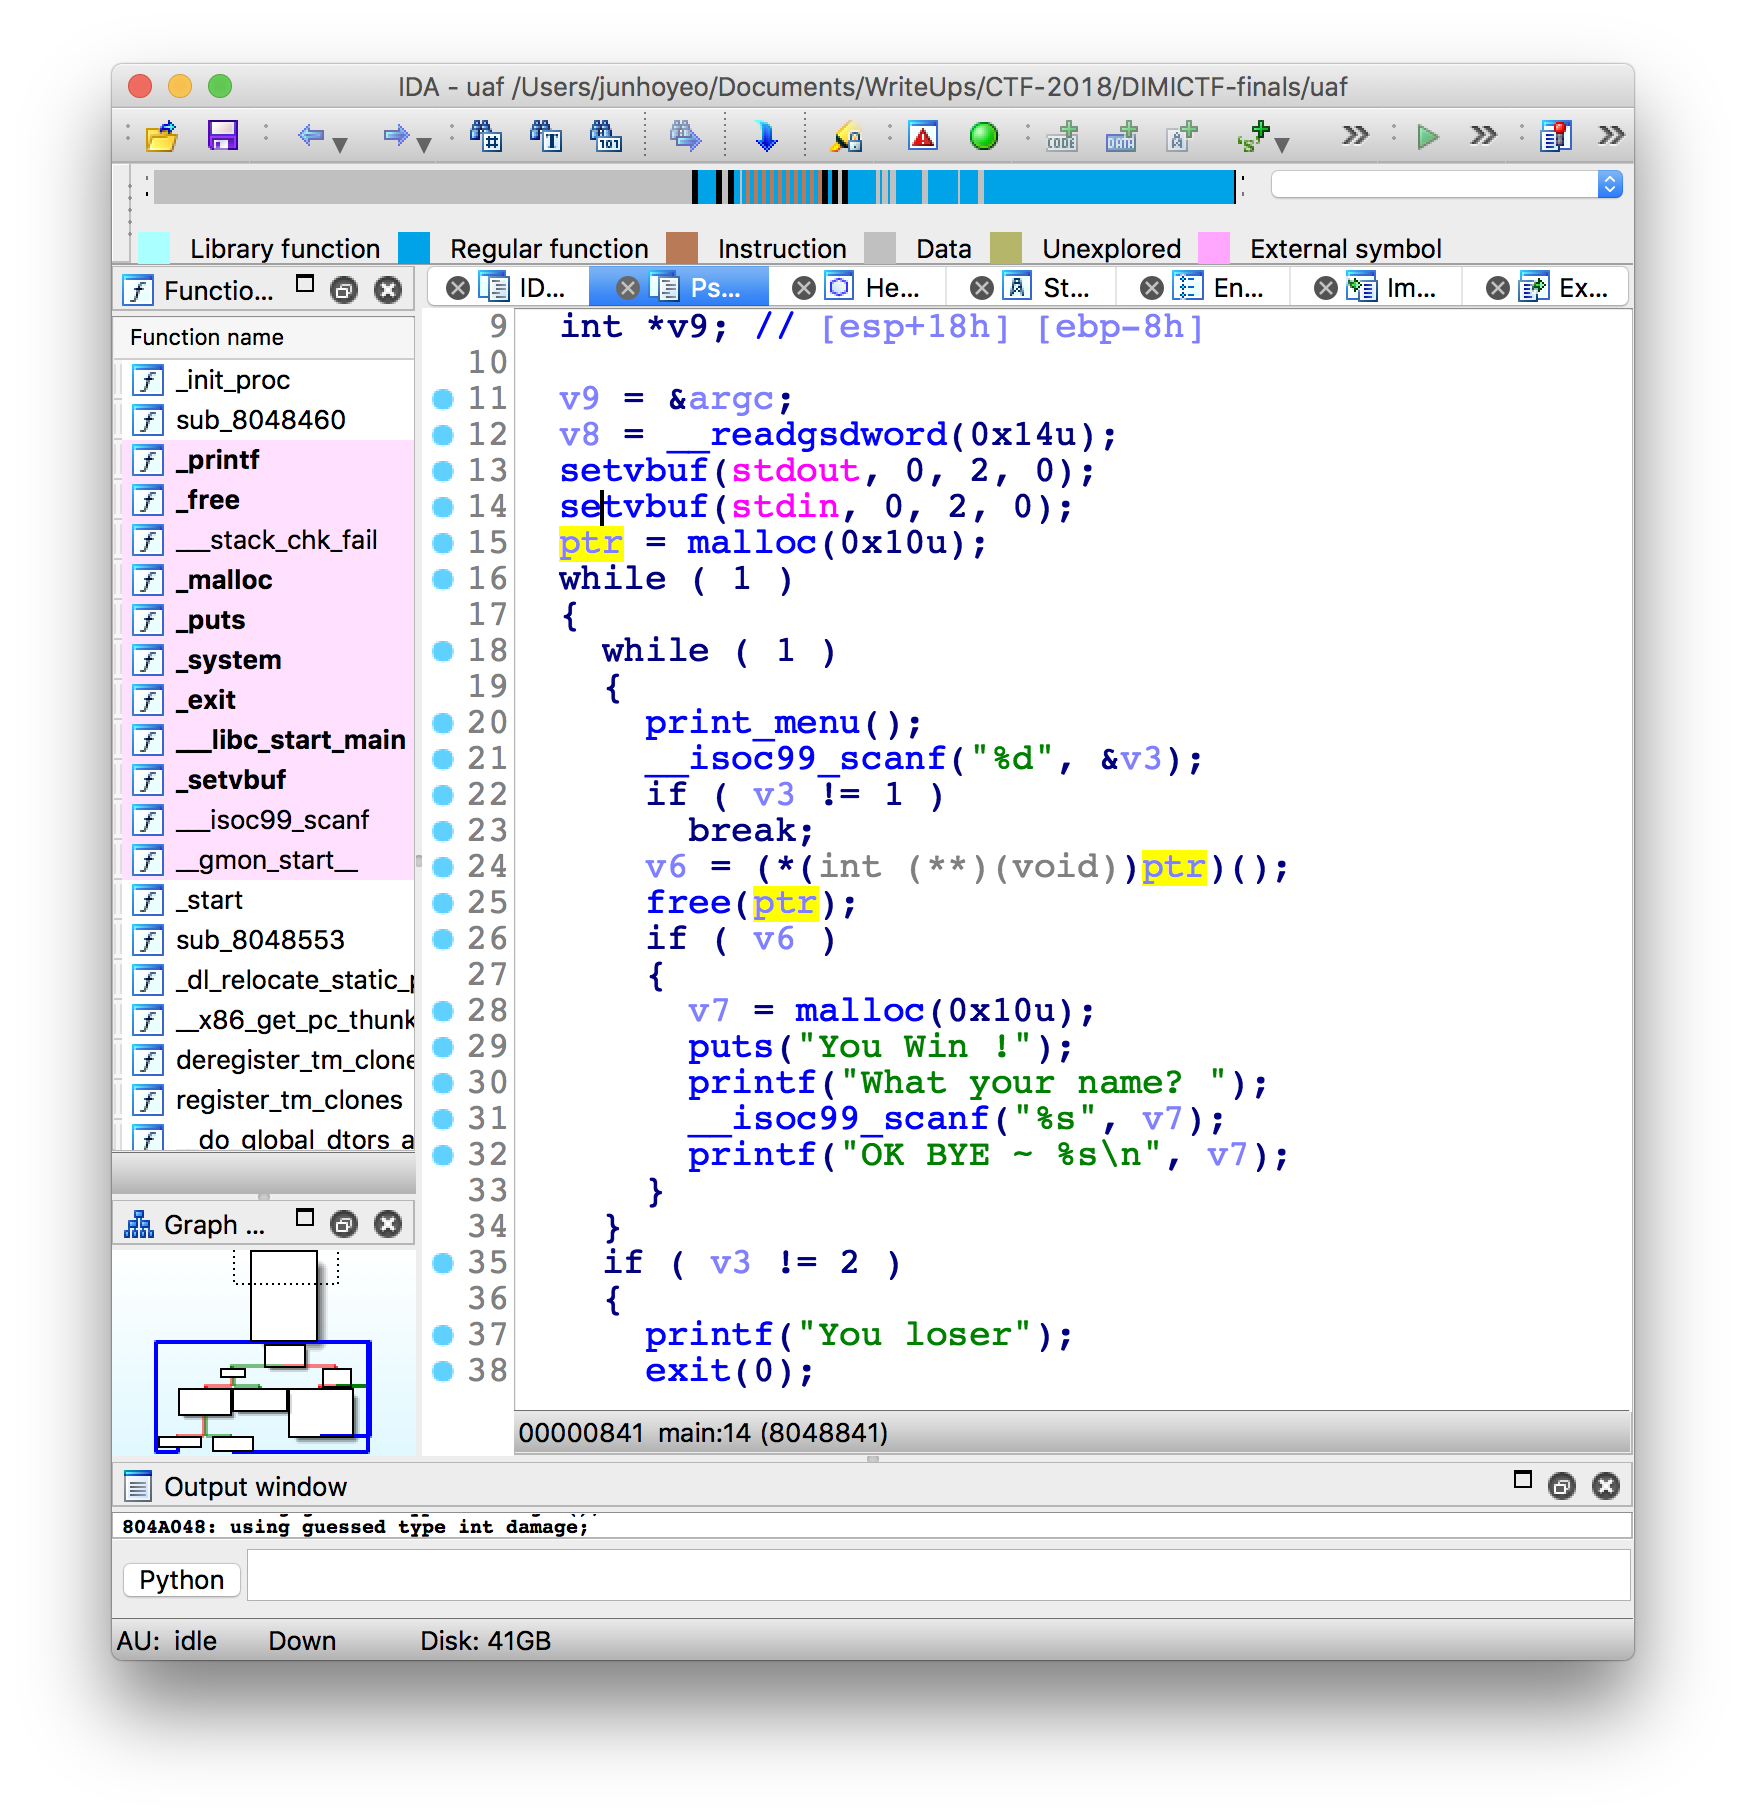 IDA - uaf /Users/junhoyeo/Documents/WriteUps/CTF-2018/DIMICTF-finals/uaf
Library function Regular function Instruction Data Unexplored External symbol
Functio...
ID... Ps... He... St... En... Im... Ex...
Function name
_init_proc
sub_8048460
_printf
_free
___stack_chk_fail
_malloc
_puts
_system
_exit
___libc_start_main
_setvbuf
___isoc99_scanf
__gmon_start__
_start
sub_8048553
_dl_relocate_static_p
__x86_get_pc_thunk
deregister_tm_clone
register_tm_clones
__do_global_dtors_a
Graph ...
9 int *v9; // [esp+18h] [ebp-8h]
10
11 v9 = &argc;
12 v8 = __readgsdword(0x14u);
13 setvbuf(stdout, 0, 2, 0);
14 setvbuf(stdin, 0, 2, 0);
15 ptr = malloc(0x10u);
16 while ( 1 )
17 {
18 while ( 1 )
19 {
20 print_menu();
21 __isoc99_scanf("%d", &v3);
22 if ( v3 != 1 )
23 break;
24 v6 = (*(int (**)(void))ptr)();
25 free(ptr);
26 if ( v6 )
27 {
28 v7 = malloc(0x10u);
29 puts("You Win !");
30 printf("What your name? ");
31 __isoc99_scanf("%s", v7);
32 printf("OK BYE ~ %s\n", v7);
33 }
34 }
35 if ( v3 != 2 )
36 {
37 printf("You loser");
38 exit(0);
00000841 main:14 (8048841)
Output window
804A048: using guessed type int damage;
Python
AU: idle Down Disk: 41GB